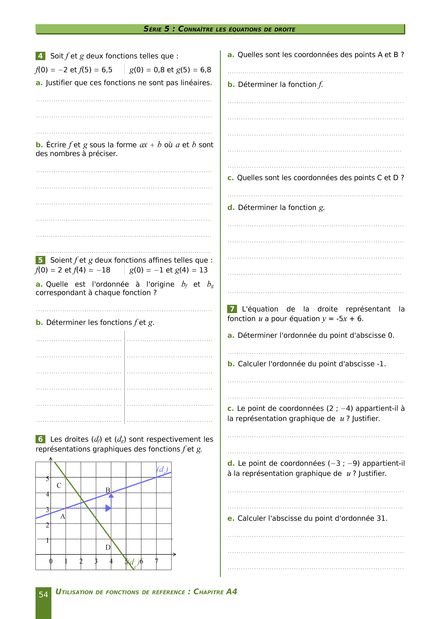 SÉRIE 5 : CONNAÎTRE LES ÉQUATIONS DE DROITE
4 Soit f et g deux fonctions telles que :
f(0) = −2 et f(5) = 6,5 g(0) = 0,8 et g(5) = 6,8
a. Justifier que ces fonctions ne sont pas linéaires.
b. Écrire f et g sous la forme ax + b où a et b sont
des nombres à préciser.
5 Soient f et g deux fonctions affines telles que :
f(0) = 2 et f(4) = −18 g(0) = −1 et g(4) = 13
a. Quelle est l'ordonnée à l'origine bf et bg
correspondant à chaque fonction ?
b. Déterminer les fonctions f et g.
6 Les droites (df) et (dg) sont respectivement les
représentations graphiques des fonctions f et g.
5
4
3
2
1
0 1 2 3 4 6 7
A
B
C
D
a. Quelles sont les coordonnées des points A et B ?
b. Déterminer la fonction f.
c. Quelles sont les coordonnées des points C et D ?
d. Déterminer la fonction g.
7 L'équation de la droite représentant la
fonction u a pour équation y = -5x + 6.
a. Déterminer l'ordonnée du point d'abscisse 0.
b. Calculer l'ordonnée du point d'abscisse -1.
c. Le point de coordonnées (2 ; −4) appartient-il à
la représentation graphique de u ? Justifier.
d. Le point de coordonnées (−3 ; −9) appartient-il
à la représentation graphique de u ? Justifier.
e. Calculer l'abscisse du point d'ordonnée 31.
54 UTILISATION DE FONCTIONS DE RÉFÉRENCE : CHAPITRE A4